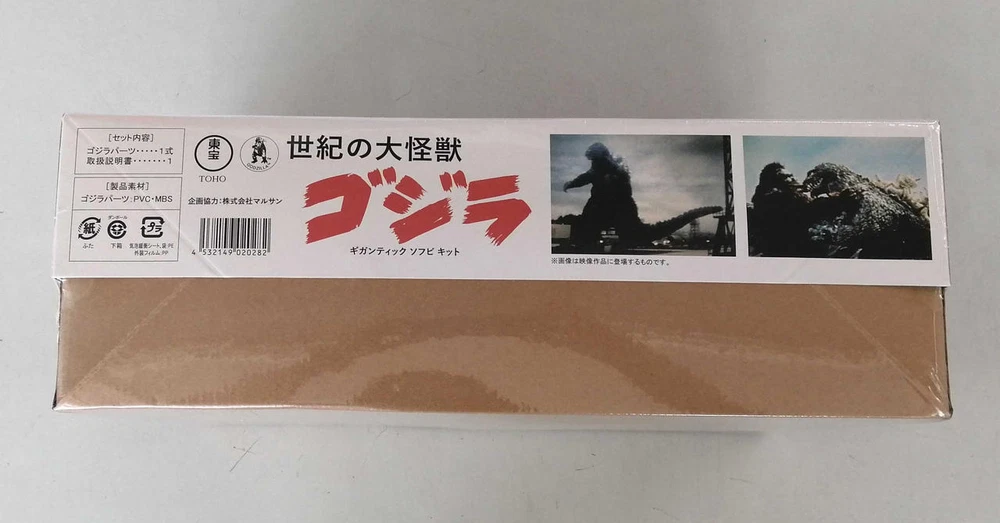 [セット内容]
ゴジラパーツ・・・・・1式
取扱説明書・・・・・・・1
[製品素材]
ゴジラパーツ：PVC・MBS
紙
ふた
ダンボール
下箱
プラ
気泡緩衝シート、袋：PE
外装フィルム：PP
東宝
TOHO
GODZILLA
企画協力：株式会社マルサン
4 532149 020282
世紀の大怪獣
ゴジラ
ギガンティック ソフビ キット
※画像は映像作品に登場するものです。